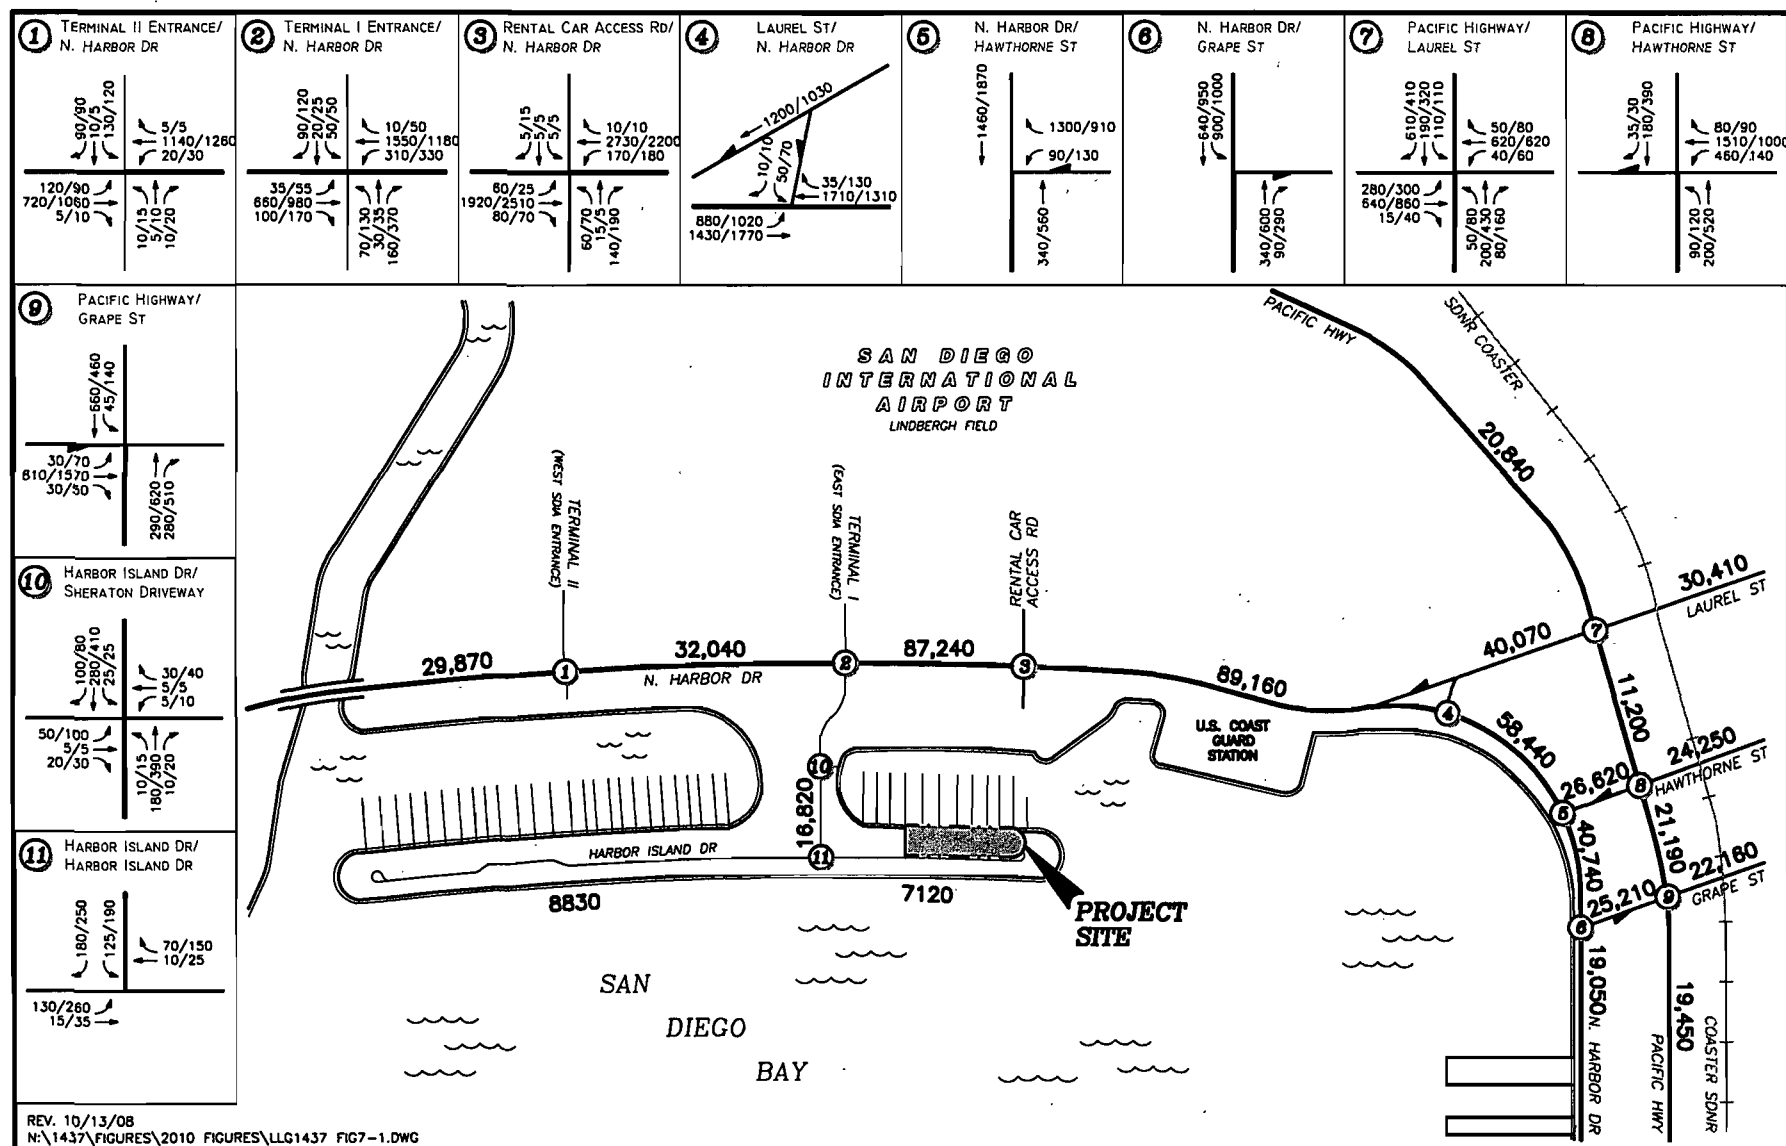 1
TERMINAL II ENTRANCE/
N. HARBOR DR
80/90
10/5
130/120
5/5
1140/1260
20/30
120/90
720/1060
5/10
10/15
5/10
10/20
2
TERMINAL I ENTRANCE/
N. HARBOR DR
90/120
20/25
50/50
10/50
1550/1180
310/330
35/55
660/980
100/170
70/130
30/35
160/370
3
RENTAL CAR ACCESS RD/
N. HARBOR DR
5/15
5/5
5/5
10/10
2730/2200
170/180
60/25
1920/2510
80/70
60/70
15/5
140/190
4
LAUREL ST/
N. HARBOR DR
1200/1030
10/10
50/70
35/130
1710/1310
880/1020
1430/1770
5
N. HARBOR DR/
HAWTHORNE ST
1460/1870
1300/910
90/130
340/560
6
N. HARBOR DR/
GRAPE ST
640/950
900/1000
340/600
90/290
7
PACIFIC HIGHWAY/
LAUREL ST
610/410
190/320
110/110
50/80
620/620
40/60
280/300
640/860
15/40
50/80
200/430
80/160
8
PACIFIC HIGHWAY/
HAWTHORNE ST
35/30
180/390
80/90
1510/1000
460/140
90/120
200/520
9
PACIFIC HIGHWAY/
GRAPE ST
660/460
45/140
30/70
810/1570
30/50
290/620
280/510
10
HARBOR ISLAND DR/
SHERATON DRIVEWAY
100/80
280/410
25/25
30/40
5/5
5/10
50/100
5/5
20/30
10/15
180/390
10/20
11
HARBOR ISLAND DR/
HARBOR ISLAND DR
180/250
125/190
70/150
10/25
130/260
15/35
SAN DIEGO
INTERNATIONAL
AIRPORT
LINDBERGH FIELD
PACIFIC HWY
SDNR COASTER
20,840
TERMINAL II
(WEST SDIA ENTRANCE)
TERMINAL I
(EAST SDIA ENTRANCE)
RENTAL CAR
ACCESS RD
30,410
LAUREL ST
7
40,070
29,870
1
32,040
N. HARBOR DR
2
87,240
3
89,160
4
58,440
11,200
U.S. COAST
GUARD
STATION
24,250
HAWTHORNE ST
26,620
8
5
10
16,820
HARBOR ISLAND DR
11
8830
7120
PROJECT
SITE
40,740
21,190
22,160
GRAPE ST
25,210
9
6
19,050
N. HARBOR DR
19,450
PACIFIC HWY
COASTER SDNR
SAN
DIEGO
BAY
REV. 10/13/08
N:\1437\FIGURES\2010 FIGURES\LLG1437 FIG7-1.DWG